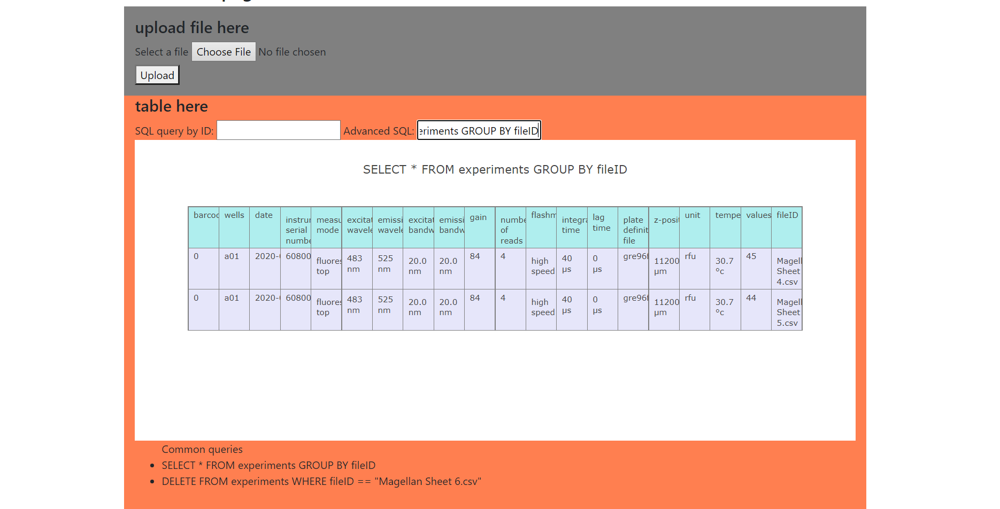 upload file here
Select a file Choose File No file chosen
Upload
table here
SQL query by ID: Advanced SQL: eriments GROUP BY fileID
SELECT * FROM experiments GROUP BY fileID
barcoc wells date instrur serial numbe measu mode excitat wavele emissi wavele excitat bandw emissi bandw gain numbe of reads flashm integra time lag time plate definit file z-posit unit tempe values fileID
0 a01 2020-0 60800 fluores top 483 nm 525 nm 20.0 nm 20.0 nm 84 4 high speed 40 µs 0 µs gre96f 11200 µm rfu 30.7 °c 45 Magell Sheet 4.csv
0 a01 2020-0 60800 fluores top 483 nm 525 nm 20.0 nm 20.0 nm 84 4 high speed 40 µs 0 µs gre96f 11200 µm rfu 30.7 °c 44 Magell Sheet 5.csv
Common queries
SELECT * FROM experiments GROUP BY fileID
DELETE FROM experiments WHERE fileID == "Magellan Sheet 6.csv"